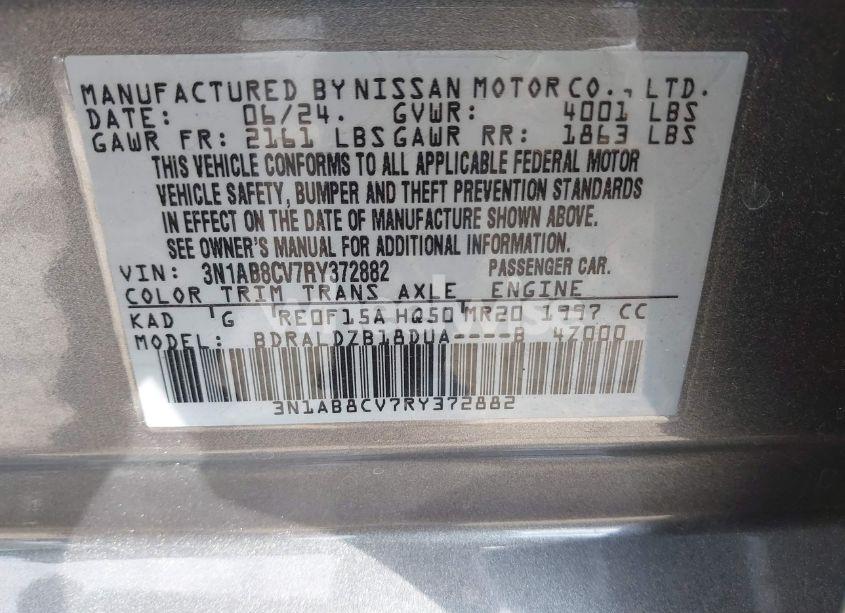 MANUFACTURED BY NISSAN MOTOR CO., LTD.
DATE: 06/24. GVWR: 4001 LBS
GAWR FR: 2161 LBS GAWR RR: 1863 LBS
THIS VEHICLE CONFORMS TO ALL APPLICABLE FEDERAL MOTOR
VEHICLE SAFETY, BUMPER AND THEFT PREVENTION STANDARDS
IN EFFECT ON THE DATE OF MANUFACTURE SHOWN ABOVE.
SEE OWNER'S MANUAL FOR ADDITIONAL INFORMATION.
VIN: 3N1AB8CV7RY372882 PASSENGER CAR.
COLOR TRIM TRANS AXLE ENGINE
KAD G RE0F15A HQ50 MR20 1997 CC
MODEL: BDRALDZB18DUA----B 4Z000
3N1AB8CV7RY372882